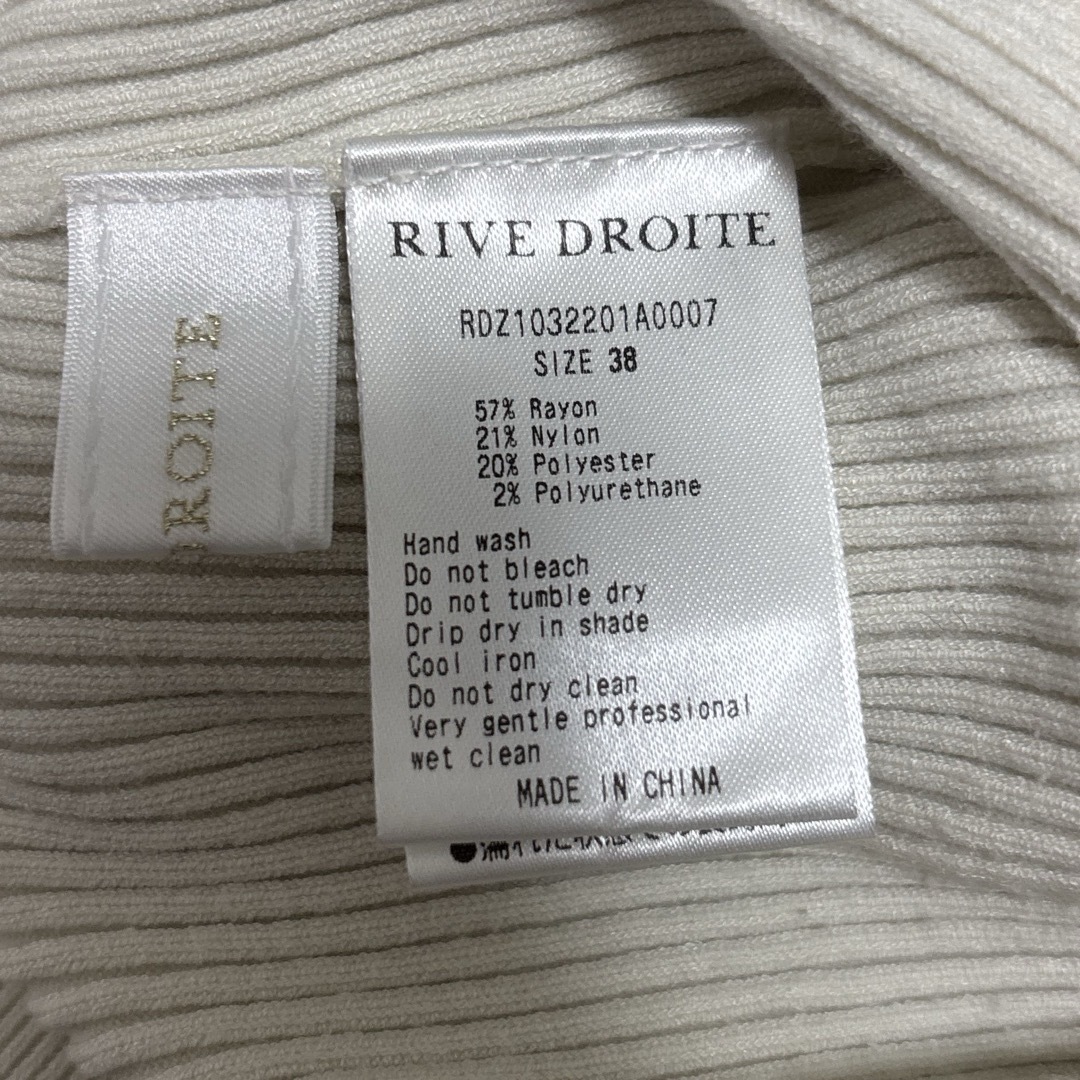 ROITE
RIVE DROITE
RDZ1032201A0007
SIZE 38
57% Rayon
21% Nylon
20% Polyester
2% Polyurethane
Hand wash
Do not bleach
Do not tumble dry
Drip dry in shade
Cool iron
Do not dry clean
Very gentle professional
wet clean
MADE IN CHINA